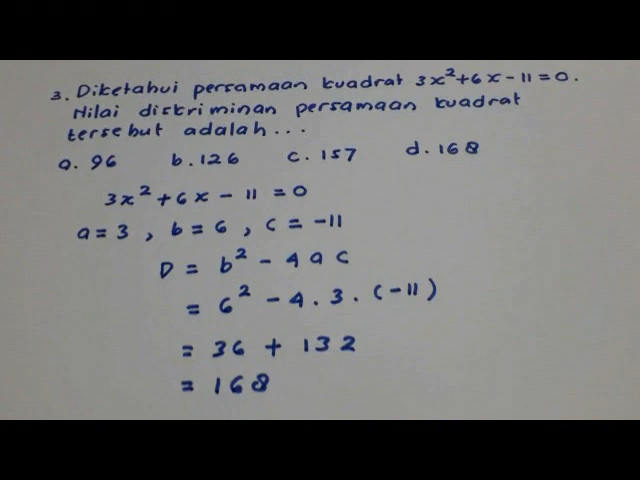 3. Diketahui persamaan kuadrat 3x²+6x-11=0.
Nilai diskriminan persamaan kuadrat
tersebut adalah...
a. 96 b. 126 c. 157 d. 168
3x²+6x-11=0
a=3, b=6, c=-11
D = b²-4ac
= 6²-4.3.(-11)
= 36 + 132
= 168